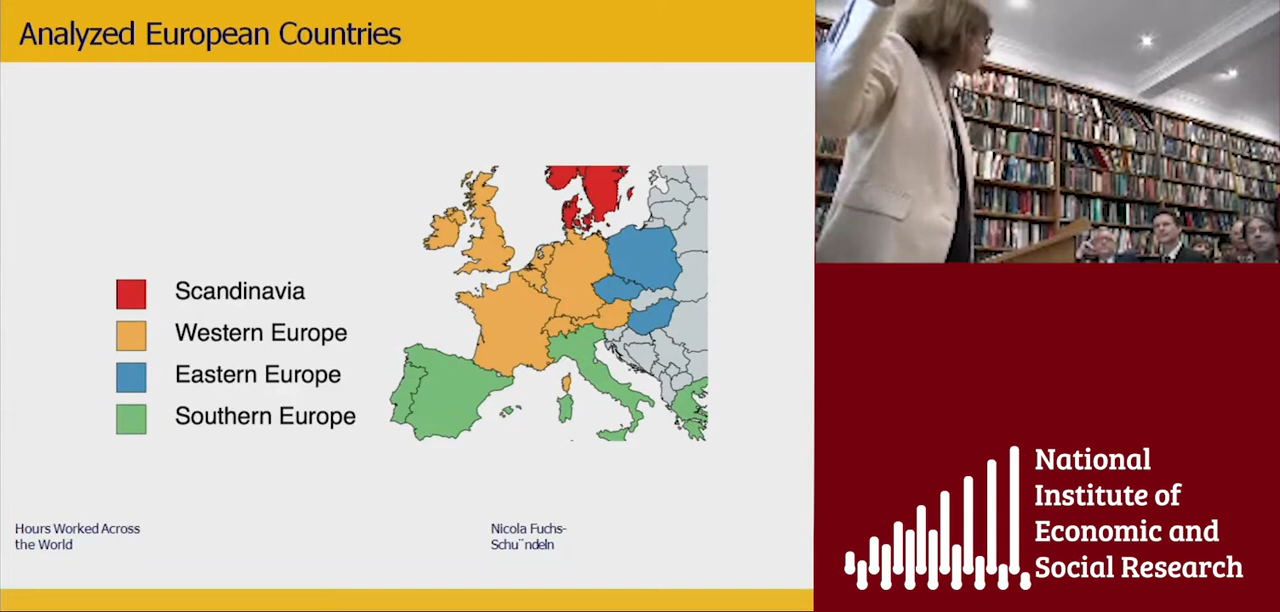 Analyzed European Countries
Scandinavia
Western Europe
Eastern Europe
Southern Europe
Hours Worked Across
the World
Nicola Fuchs-
Schu¨ndeln
National
Institute of
Economic and
Social Research